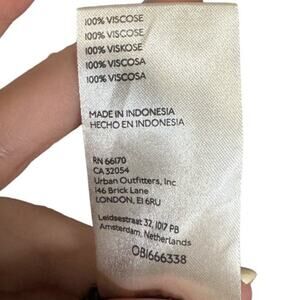 100% VISCOSE
100% VISCOSE
100% VISKOSE
100% VISCOSA
100% VISCOSA
MADE IN INDONESIA
HECHO EN INDONESIA
RN 66170
CA 32054
Urban Outfitters, Inc
146 Brick Lane
LONDON, E1 6RU
Leidsestraat 32, 1017 PB
Amsterdam, Netherlands
OB1666338